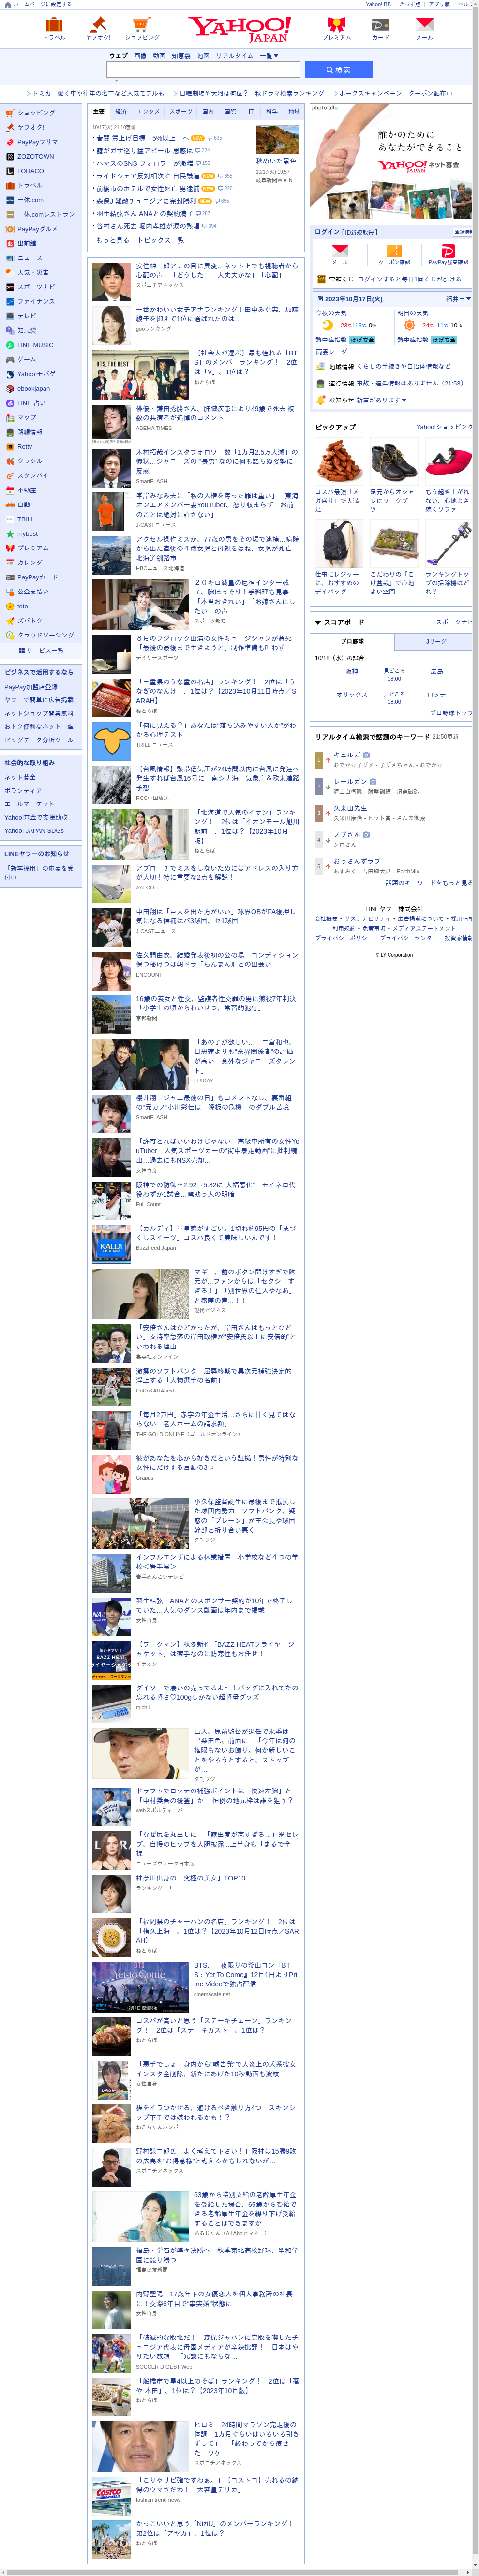 ホームページに設定する
Yahoo! BB
きっず版
アプリ版
ヘルプ
トラベル
ヤフオク!
ショッピング
YAHOO!
JAPAN
プレミアム
カード
メール
ウェブ 画像 動画 知恵袋 地図 リアルタイム 一覧
検索
トミカ 働く車や往年の名車など人気モデルも
日曜劇場や大河は何位？ 秋ドラマ検索ランキング
ホークスキャンペーン クーポン配布中
ショッピング
ヤフオク!
PayPayフリマ
ZOZOTOWN
LOHACO
トラベル
一休.com
一休.comレストラン
PayPayグルメ
出前館
ニュース
天気・災害
スポーツナビ
ファイナンス
テレビ
知恵袋
LINE MUSIC
ゲーム
Yahoo!モバゲー
ebookjapan
LINE 占い
マップ
路線情報
Retty
クラシル
スタンバイ
不動産
自動車
TRILL
mybest
プレミアム
カレンダー
PayPayカード
公金支払い
toto
ズバトク
クラウドソーシング
サービス一覧
ビジネスで活用するなら
PayPay加盟店登録
ヤフーで簡単に広告掲載
ネットショップ開業無料
おトク便利なネット口座
ビッグデータ分析ツール
社会的な取り組み
ネット募金
ボランティア
エールマーケット
Yahoo!基金で支援助成
Yahoo! JAPAN SDGs
LINEヤフーのお知らせ
「新卒採用」の応募を受付中
主要 経済 エンタメ スポーツ 国内 国際 IT 科学 地域
10/17(火) 21:10更新
春闘 賃上げ目標「5%以上」へ NEW 635
露がガザ巡り猛アピール 思惑は 324
ハマスのSNS フォロワーが激増 153
ライドシェア反対相次ぐ 自民議連 NEW 355
前橋市のホテルで女性死亡 男逮捕 NEW 220
森保J 難敵チュニジアに完封勝利 NEW 655
羽生結弦さん ANAとの契約満了 287
谷村さん死去 堀内孝雄が涙の熱唱 394
もっと見る トピックス一覧
秋めいた景色
10/17(火) 19:57
岐阜新聞Ｗｅｂ
安住紳一郎アナの目に異変…ネット上でも視聴者から心配の声 「どうした」「大丈夫かな」「心配」
スポニチアネックス
一番かわいい女子アナランキング！田中みな実、加藤綾子を抑えて1位に選ばれたのは…
gooランキング
【社会人が選ぶ】最も憧れる「BTS」のメンバーランキング！ 2位は「V」、1位は？
ねとらぼ
俳優・鎌田秀勝さん、肝臓疾患により49歳で死去 複数の共演者が追悼のコメント
ABEMA TIMES
木村拓哉インスタフォロワー数「1カ月2.5万人減」の惨状…ジャニーズの“長男” なのに何も語らぬ姿勢に反感
SmartFLASH
峯岸みなみ夫に「私の人権を奪った罪は重い」 東海オンエアメンバー妻YouTuber、怒り収まらず「お前のことは絶対に許さない」
J-CASTニュース
アクセル操作ミスか、77歳の男をその場で逮捕…病院から出た直後の４歳女児と母親をはね、女児が死亡 北海道釧路市
HBCニュース北海道
２０キロ減量の尼神インター誠子、腕ほっそり！手料理も見事 「本当おきれい」「お嫁さんにしたい」の声
スポーツ報知
８月のフジロック出演の女性ミュージシャンが急死 「最後の最後まで生きようと」制作準備も叶わず
デイリースポーツ
「三重県のうな重の名店」ランキング！ 2位は「うなぎのなんけ」、1位は？【2023年10月11日時点／SARAH】
ねとらぼ
「何に見える？」あなたは“落ち込みやすい人か”がわかる心理テスト
TRILL ニュース
【台風情報】熱帯低気圧が24時間以内に台風に発達へ 発生すれば台風16号に 南シナ海 気象庁＆欧米進路予想
RCC中国放送
「北海道で人気のイオン」ランキング！ 2位は「イオンモール旭川駅前」、1位は？【2023年10月版】
ねとらぼ
アプローチでミスをしないためにはアドレスの入り方が大切！特に重要な2点を解説！
AKI GOLF
中田翔は「巨人を出た方がいい」球界OBがFA後押し 気になる候補はパ3球団、セ1球団
J-CASTニュース
佐久間由衣、結婚発表後初の公の場 コンディション保つ秘けつは朝ドラ『らんまん』との出会い
ENCOUNT
16歳の養女と性交、監護者性交罪の男に懲役7年判決 「小学生の頃からわいせつ、常習的犯行」
京都新聞
「あの子が欲しい…」二宮和也、目黒蓮よりも“業界関係者”の評価が高い「意外なジャニーズタレント」
FRIDAY
櫻井翔「ジャニ最後の日」もコメントなし、裏番組の“元カノ”小川彩佳は「降板の危機」のダブル苦境
SmartFLASH
「許可とればいいわけじゃない」高級車所有の女性YouTuber 人気スポーツカーの“街中暴走動画”に批判続出…過去にもNSX売却…
女性自身
阪神での防御率2.92→5.82に“大幅悪化” モイネロ代役わずか1試合…鷹助っ人の明暗
Full-Count
【カルディ】重量感がすごい。1切れ約95円の「栗づくしスイーツ」コスパ良くて美味しいんです！
BuzzFeed Japan
マギー、前のボタン開けすぎで胸元が…ファンからは「セクシーすぎる！」「別世界の住人やなぁ」と感嘆の声…！！
現代ビジネス
「安倍さんはひどかったが、岸田さんはもっとひどい」支持率急落の岸田政権が“安倍氏以上に安倍的”といわれる理由
集英社オンライン
激震のソフトバンク 屈辱終戦で異次元補強決定的 浮上する「大物選手の名前」
CoCoKARAnext
「毎月2万円」赤字の年金生活…さらに甘く見てはならない「老人ホームの請求額」
THE GOLD ONLINE（ゴールドオンライン）
彼があなたを心から好きだという証拠！男性が特別な女性にだけする言動の3つ
Grapps
小久保監督誕生に最後まで抵抗した球団内勢力 ソフトバンク、疑惑の「ブレーン」が王会長や球団幹部と折り合い悪く
夕刊フジ
インフルエンザによる休業措置 小学校など４つの学校＜岩手県＞
岩手めんこいテレビ
羽生結弦 ANAとのスポンサー契約が10年で終了していた…人気のダンス動画は年内まで掲載
女性自身
【ワークマン】秋冬新作「BAZZ HEATフライヤージャケット」は薄手なのに防寒性もお任せ！
イチオシ
ダイソーで凄いの売ってるよ～！バッグに入れてたの忘れる軽さ♡100gしかない超軽量グッズ
michill
巨人、原前監督が退任で来季は〝桑田色〟前面に 「今年は何の権限もないお飾り。何か新しいことをやろうとすると、ストップが…」
夕刊フジ
ドラフトでロッテの補強ポイントは「快速左腕」と「中村奨吾の後釜」か 恒例の地元枠は誰を狙う？
webスポルティーバ
「なぜ尻を丸出しに」「露出度が高すぎる…」米セレブ、自慢のヒップを大胆披露…上半身も「まるで全裸」
ニューズウィーク日本版
神奈川出身の「究極の美女」TOP10
ランキングー！
「福岡県のチャーハンの名店」ランキング！ 2位は「侑久上海」、1位は？【2023年10月12日時点／SARAH】
ねとらぼ
BTS、一夜限りの釜山コン『BTS：Yet To Come』12月1日よりPrime Videoで独占配信
cinemacafe.net
コスパが高いと思う「ステーキチェーン」ランキング！ 2位は「ステーキガスト」、1位は？
ねとらぼ
「悪手でしょ」身内から“嘘告発”で大炎上の犬系彼女 インスタ全削除、新たにあげた10秒動画も波紋
女性自身
猫をイラつかせる、避けるべき触り方4つ スキンシップ下手では嫌われるかも！？
ねこちゃんホンポ
野村謙二郎氏「よく考えて下さい！」阪神は15勝9敗の広島を“お得意様”と考えるかもしれないが…
スポニチアネックス
63歳から特別支給の老齢厚生年金を受給した場合、65歳から受給できる老齢厚生年金を繰り下げ受給することはできますか
あるじゃん（All About マネー）
福島・学石が準々決勝へ 秋季東北高校野球、聖和学園に競り勝つ
福島民友新聞
内野聖陽 17歳年下の女優恋人を個人事務所の社長に！交際6年目で“事実婚”状態に
女性自身
「破滅的な敗北だ！」森保ジャパンに完敗を喫したチュニジア代表に母国メディアが辛辣批評！「日本はやりたい放題」「冗談にもならな…
SOCCER DIGEST Web
「船橋市で星4以上のそば」ランキング！ 2位は「薫や 本田」、1位は？【2023年10月版】
ねとらぼ
ヒロミ 24時間マラソン完走後の体調「1カ月ぐらいはいろいろ引きずって」 「終わってから痩せた」ワケ
スポニチアネックス
「こりゃリピ確ですわぁ。」【コストコ】売れるの納得のウマさだわ！「大容量デリカ」
fashion trend news
かっこいいと思う「NiziU」のメンバーランキング！ 第2位は「アヤカ」、1位は？
ねとらぼ
photo:aflo
誰かのために
あなたができること
YAHOO! JAPAN ネット募金
ログイン [ ID新規取得 ]
メール
クーポン確認
PayPay残高確認
宝箱くじ ログインすると毎日1回くじが引ける
2023年10月17日(火)
福井市
今夜の天気
明日の天気
23℃ 13℃ 0%
24℃ 11℃ 10%
熱中症指数 ほぼ安全
熱中症指数 ほぼ安全
雨雲レーダー
地域情報 くらしの手続きや自治体情報など
運行情報 事故・遅延情報はありません（21:53）
お知らせ 新着があります
ピックアップ
Yahoo!ショッピング
コスパ最強「メガ盛り」で大満足
足元からオシャレにワークブーツ
もう起き上がれない、心地よさ続くソファ
仕事にレジャーに、おすすめのデイバッグ
こだわりの「こけ盆栽」で心地よい空間
ランキングトップの掃除機はどれ？
スコアボード
スポーツナビ
プロ野球
Jリーグ
10/18（水）の試合
阪神 見どころ 18:00 広島
オリックス 見どころ 18:00 ロッテ
プロ野球トップ
リアルタイム検索で話題のキーワード 21:50更新
1 キュルガ
おでかけ子ザメ・子ザメちゃん・おでかけ
2 レールガン
海上自衛隊・射撃訓練・超電磁砲
3 久米田先生
久米田康治・ヒット賞・さんま御殿
4 ノブさん
シロさん
5 おっさんずラブ
あすみく・吉田鋼太郎・EarthMix
話題のキーワードをもっと見る
LINEヤフー株式会社
会社概要・サステナビリティ・広告掲載について・採用情報
利用規約・免責事項・メディアステートメント
プライバシーポリシー・プライバシーセンター・投資家情報
© LY Corporation